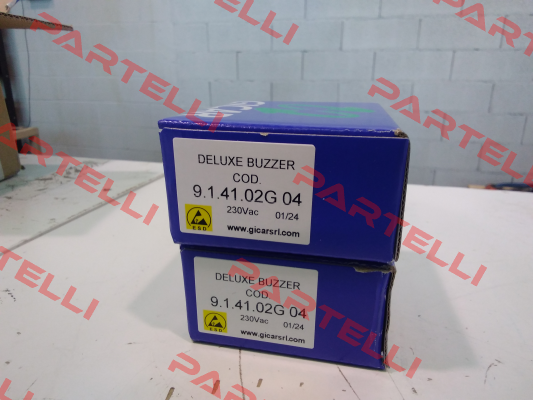 PARTELLI
PARTELLI
PARTELLI
PARTELLI
PARTELLI
PARTELLI
PARTELLI
DELUXE BUZZER
COD.
9.1.41.02G 04
230Vac 01/24
ESD
www.gicarsrl.com
DELUXE BUZZER
COD.
9.1.41.02G 04
230Vac 01/24
ESD
www.gicarsrl.com